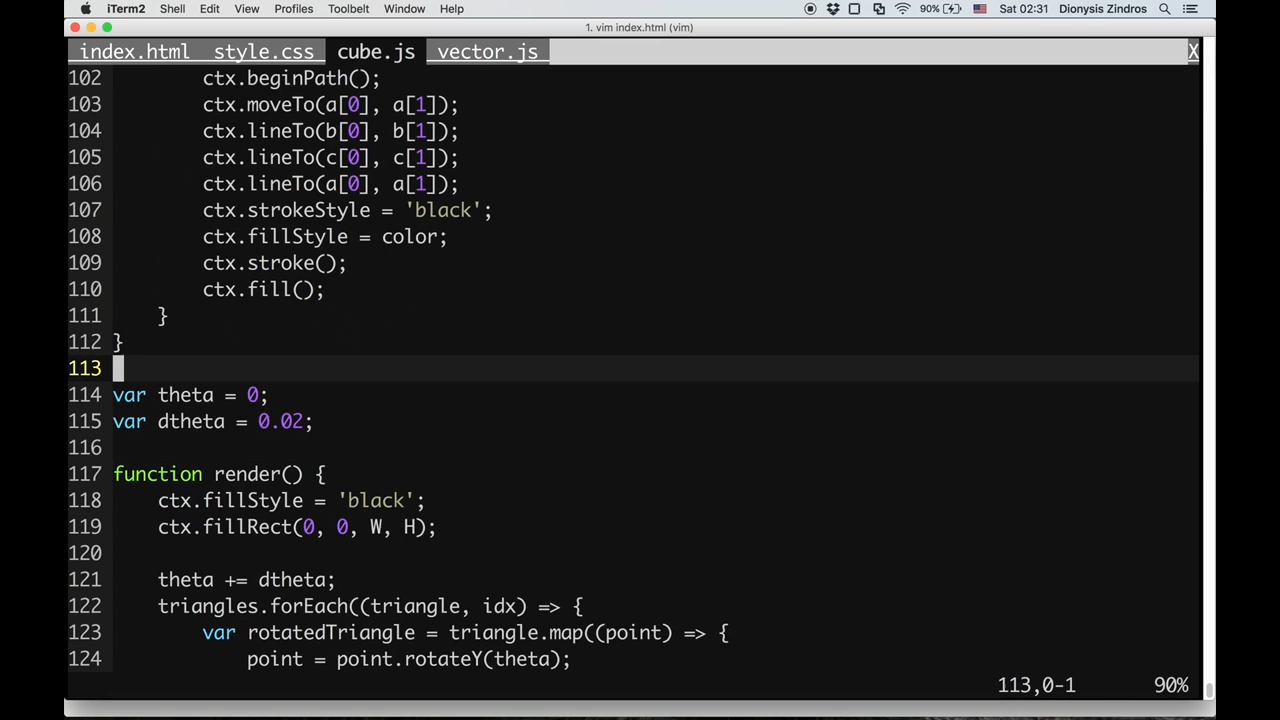 iTerm2 Shell Edit View Profiles Toolbelt Window Help 90% Sat 02:31 Dionysis Zindros
1. vim index.html (vim)
index.html style.css cube.js vector.js X
102 ctx.beginPath();
103 ctx.moveTo(a[0], a[1]);
104 ctx.lineTo(b[0], b[1]);
105 ctx.lineTo(c[0], c[1]);
106 ctx.lineTo(a[0], a[1]);
107 ctx.strokeStyle = 'black';
108 ctx.fillStyle = color;
109 ctx.stroke();
110 ctx.fill();
111 }
112 }
113
114 var theta = 0;
115 var dtheta = 0.02;
116
117 function render() {
118 ctx.fillStyle = 'black';
119 ctx.fillRect(0, 0, W, H);
120
121 theta += dtheta;
122 triangles.forEach((triangle, idx) => {
123 var rotatedTriangle = triangle.map((point) => {
124 point = point.rotateY(theta);
113,0-1 90%